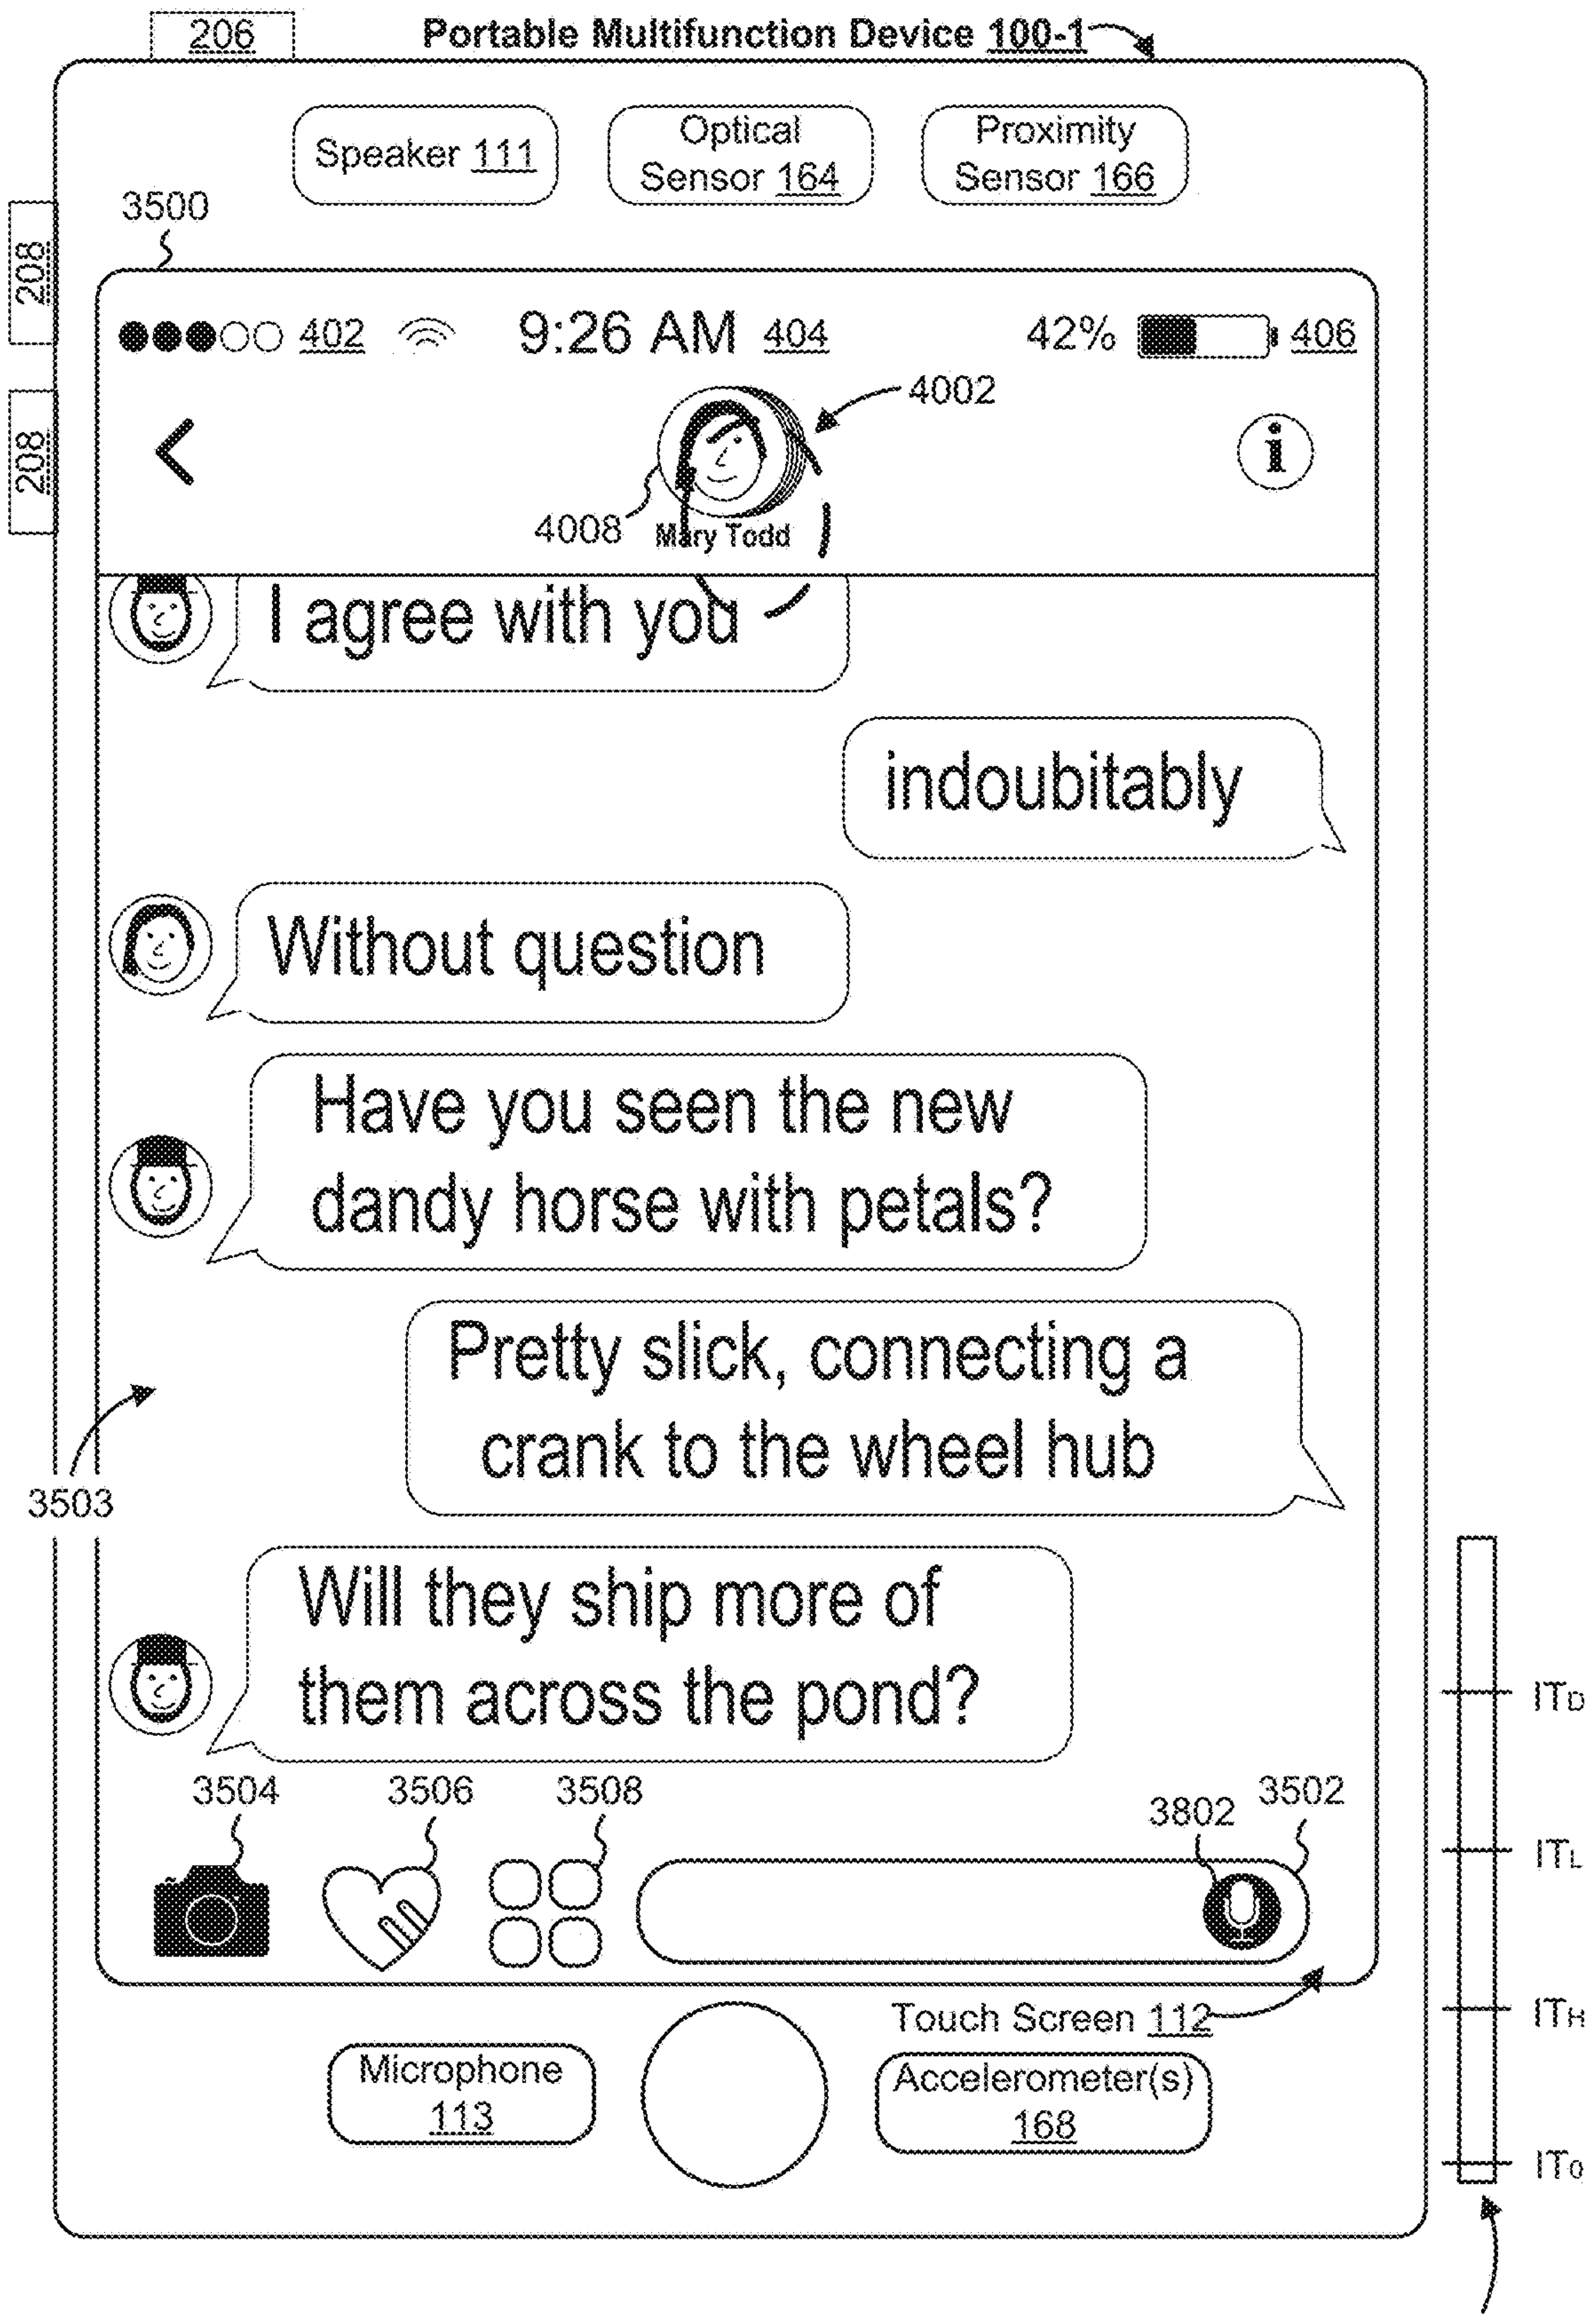 206
Portable Multifunction Device 100-1
Speaker 111
Optical
Sensor 164
Proximity
Sensor 166
3500
208
208
402
9:26 AM 404
42% 406
4002
i
4008
Mary Todd
I agree with you
indoubitably
Without question
Have you seen the new
dandy horse with petals?
Pretty slick, connecting a
crank to the wheel hub
3503
Will they ship more of
them across the pond?
ITD
3504
3506
3508
3802
3502
ITL
Touch Screen 112
ITH
Microphone
113
Accelerometer(s)
168
IT0